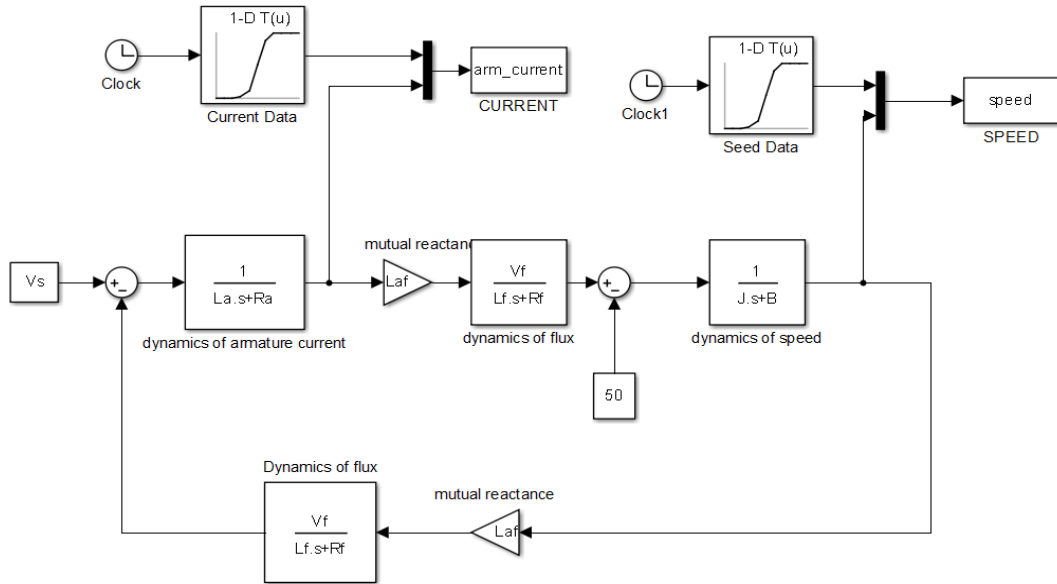 1-D T(u)
Clock
Current Data
arm_current
CURRENT
1-D T(u)
Clock1
Seed Data
speed
SPEED
Vs
+
−
1
La.s+Ra
dynamics of armature current
mutual reactance
Laf
Vf
Lf.s+Rf
dynamics of flux
+
−
50
1
J.s+B
dynamics of speed
Dynamics of flux
Vf
Lf.s+Rf
mutual reactance
Laf